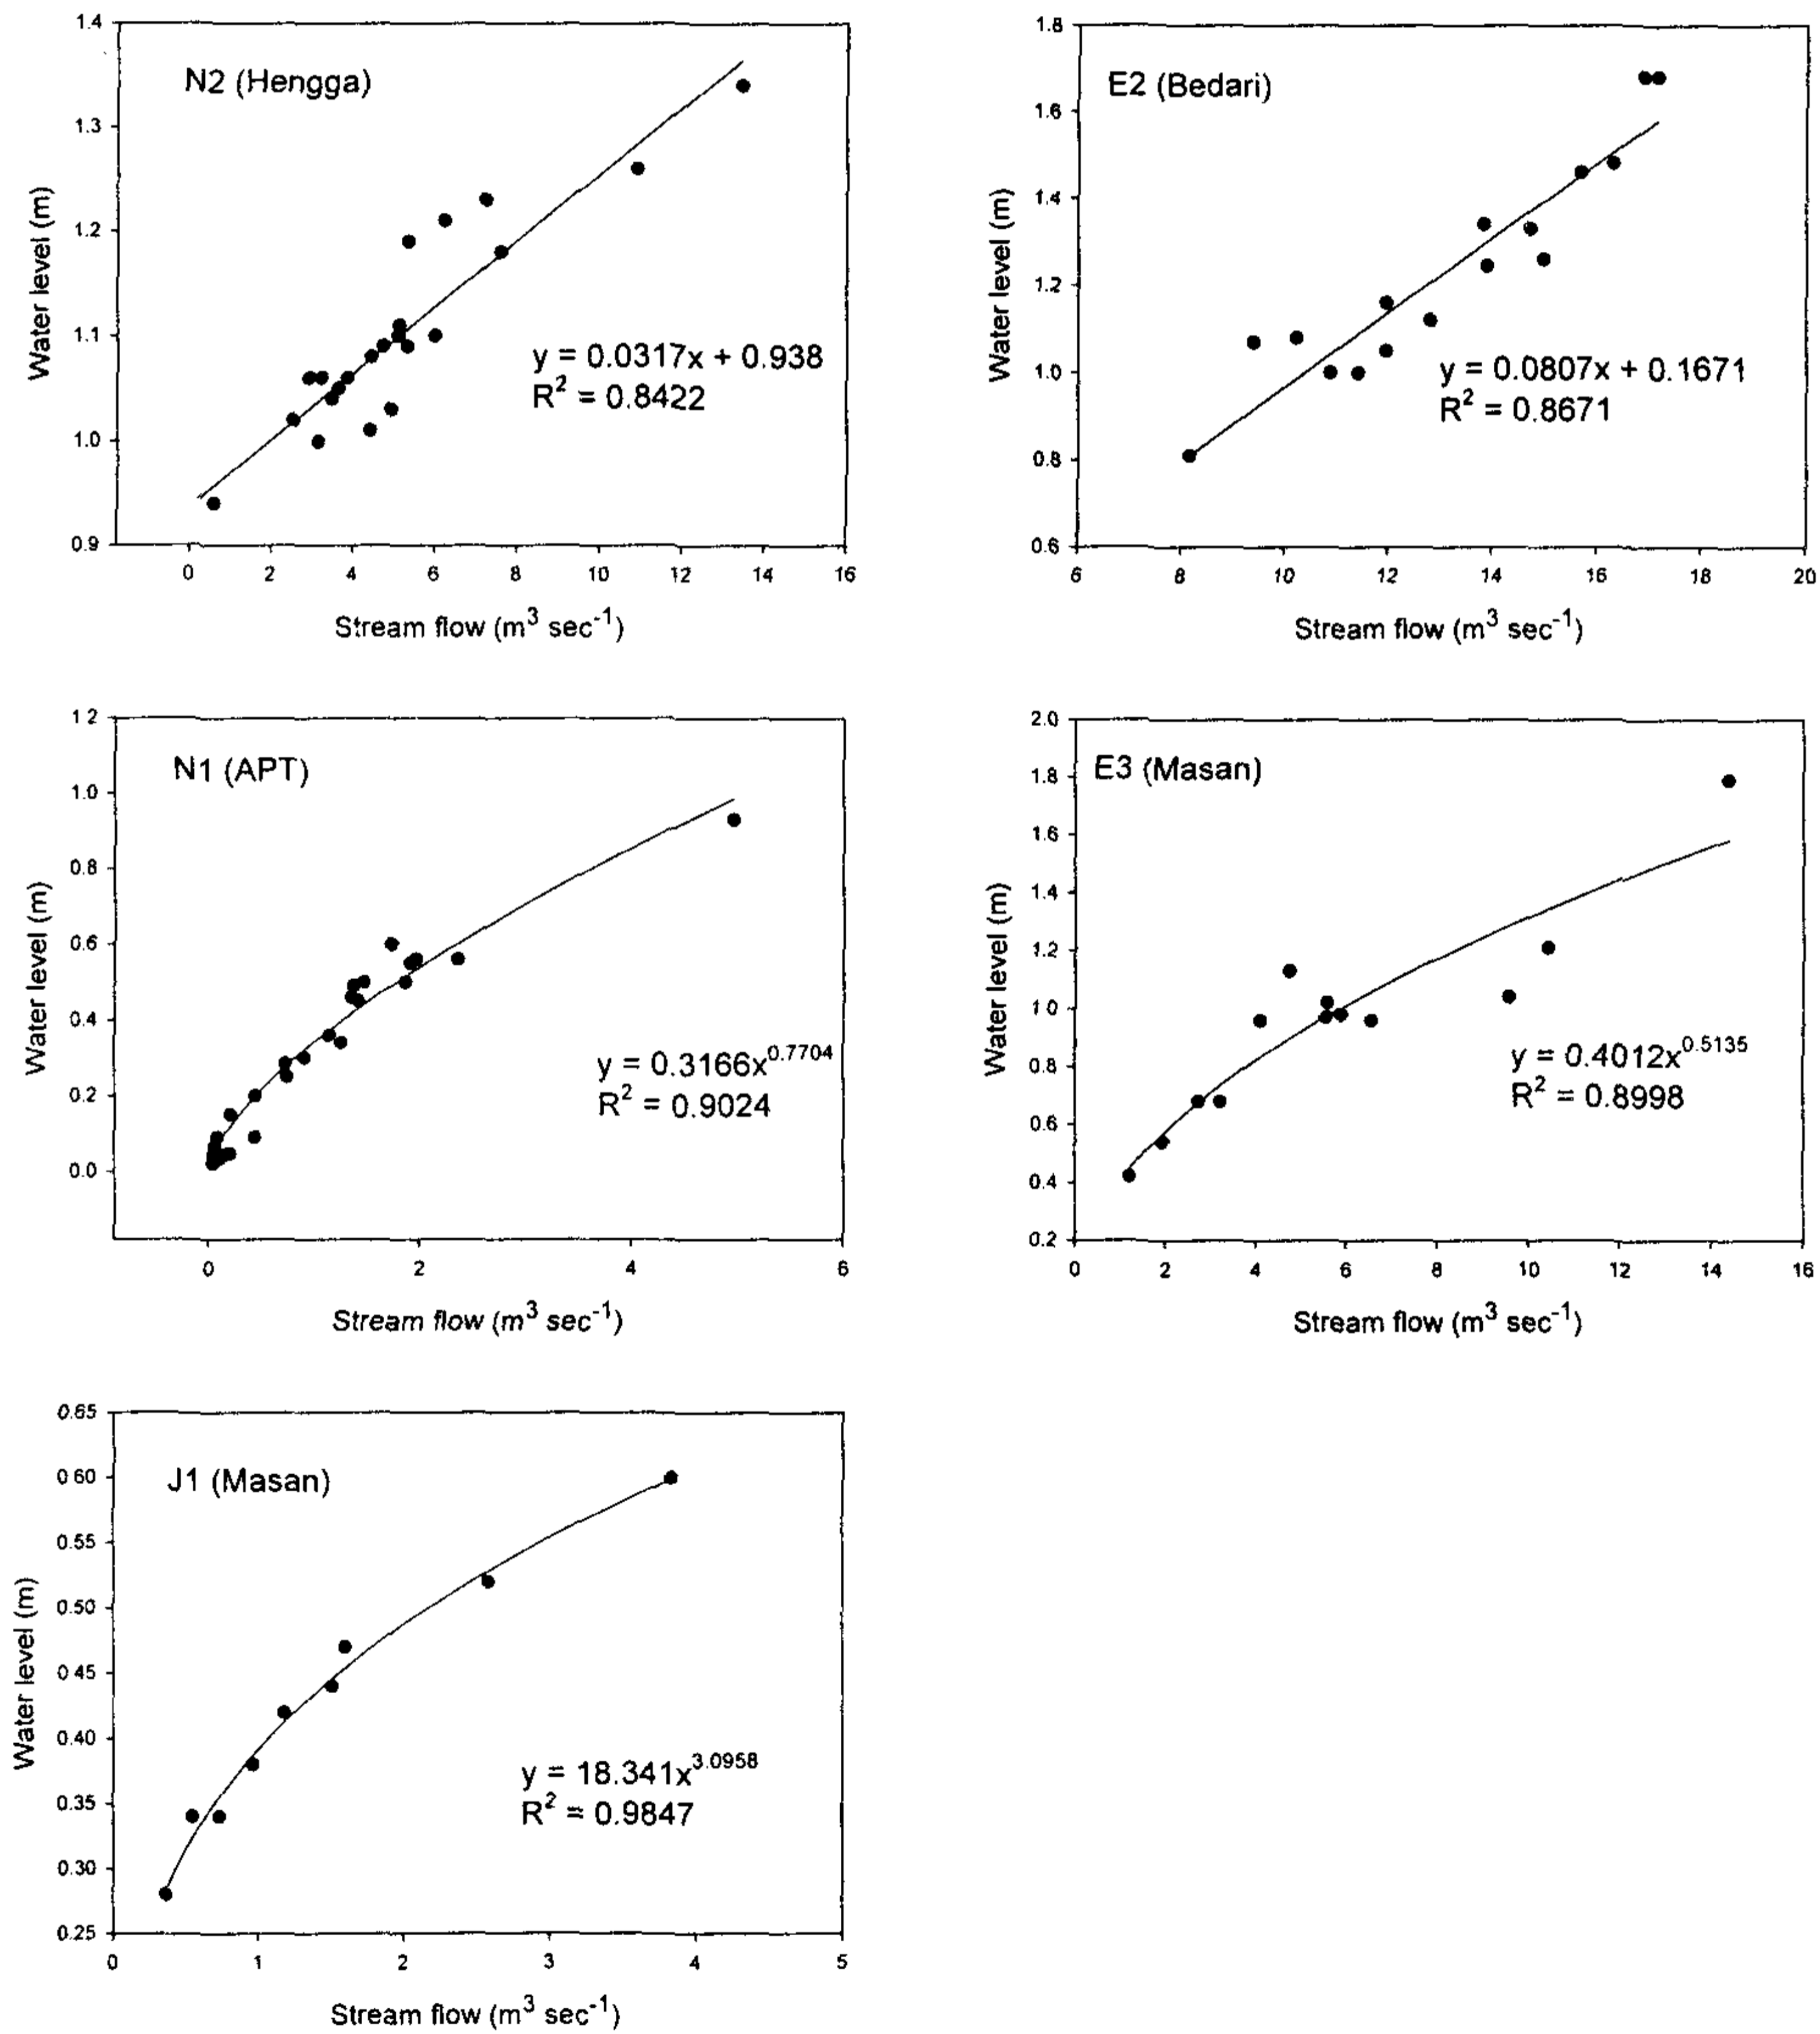 N2 (Hengga)
Water level (m)
1.4
1.3
1.2
1.1
1.0
0.9
y = 0.0317x + 0.938
R² = 0.8422
0 2 4 6 8 10 12 14 16
Stream flow (m³ sec⁻¹)
E2 (Bedari)
Water level (m)
1.8
1.6
1.4
1.2
1.0
0.8
0.6
y = 0.0807x + 0.1671
R² = 0.8671
6 8 10 12 14 16 18 20
Stream flow (m³ sec⁻¹)
N1 (APT)
Water level (m)
1.2
1.0
0.8
0.6
0.4
0.2
0.0
y = 0.3166x^0.7704
R² = 0.9024
0 2 4 6
Stream flow (m³ sec⁻¹)
E3 (Masan)
Water level (m)
2.0
1.8
1.6
1.4
1.2
1.0
0.8
0.6
0.4
0.2
y = 0.4012x^0.5135
R² = 0.8998
0 2 4 6 8 10 12 14 16
Stream flow (m³ sec⁻¹)
J1 (Masan)
Water level (m)
0.65
0.60
0.55
0.50
0.45
0.40
0.35
0.30
0.25
y = 18.341x^3.0958
R² = 0.9847
0 1 2 3 4 5
Stream flow (m³ sec⁻¹)